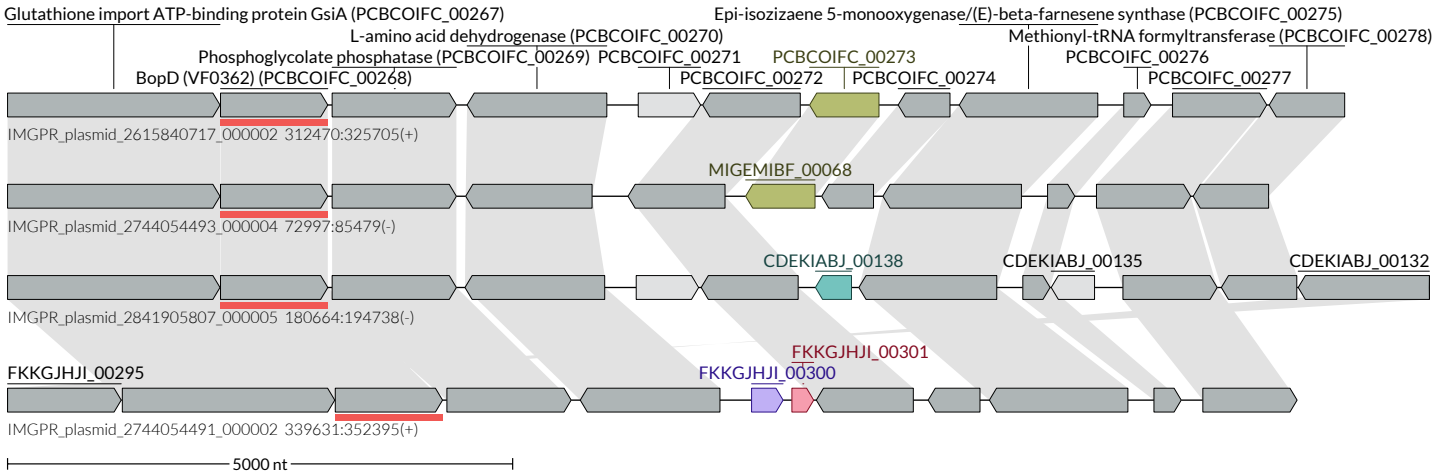 Glutathione import ATP-binding protein GsiA (PCBCOIFC_00267) Epi-isozizaene 5-monooxygenase/(E)-beta-farnesene synthase (PCBCOIFC_00275)
L-amino acid dehydrogenase (PCBCOIFC_00270) Methionyl-tRNA formyltransferase (PCBCOIFC_00278)
Phosphoglycolate phosphatase (PCBCOIFC_00269) PCBCOIFC_00271 PCBCOIFC_00273 PCBCOIFC_00276
BopD (VF0362) (PCBCOIFC_00268) PCBCOIFC_00272 PCBCOIFC_00274 PCBCOIFC_00277
IMGPR_plasmid_2615840717_000002 312470:325705(+)
MIGEMIBF_00068
IMGPR_plasmid_2744054493_000004 72997:85479(-)
CDEKIABJ_00138 CDEKIABJ_00135 CDEKIABJ_00132
IMGPR_plasmid_2841905807_000005 180664:194738(-)
FKKGJHJI_00301
FKKGJHJI_00295 FKKGJHJI_00300
IMGPR_plasmid_2744054491_000002 339631:352395(+)
5000 nt